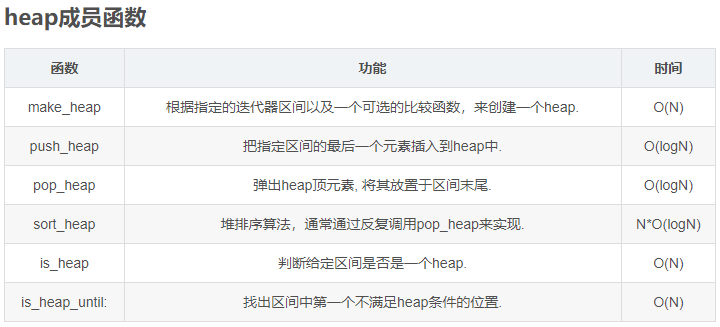 heap成员函数
函数 功能 时间
make_heap 根据指定的迭代器区间以及一个可选的比较函数，来创建一个heap. O(N)
push_heap 把指定区间的最后一个元素插入到heap中. O(logN)
pop_heap 弹出heap顶元素, 将其放置于区间末尾. O(logN)
sort_heap 堆排序算法，通常通过反复调用pop_heap来实现. N*O(logN)
is_heap 判断给定区间是否是一个heap. O(N)
is_heap_until: 找出区间中第一个不满足heap条件的位置. O(N)